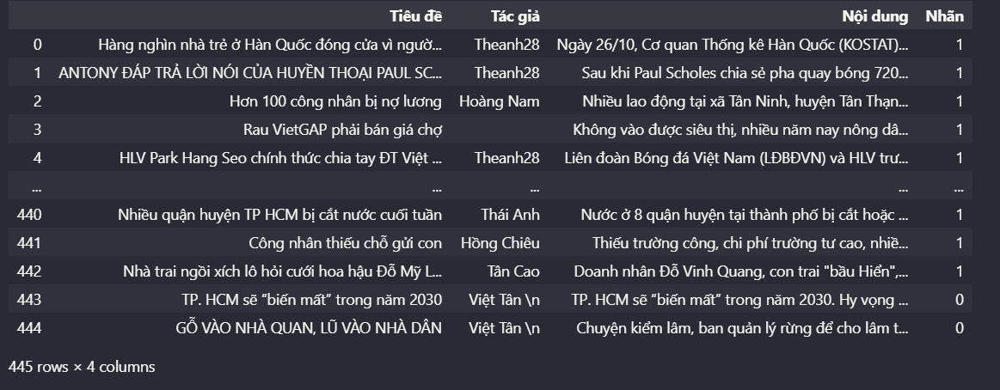 Tiêu đề Tác giả Nội dung Nhãn
0 Hàng nghìn nhà trẻ ở Hàn Quốc đóng cửa vì ngườ... Theanh28 Ngày 26/10, Cơ quan Thống kê Hàn Quốc (KOSTAT)... 1
1 ANTONY ĐÁP TRẢ LỜI NÓI CỦA HUYỀN THOẠI PAUL SC... Theanh28 Sau khi Paul Scholes chia sẻ pha quay bóng 720... 1
2 Hơn 100 công nhân bị nợ lương Hoàng Nam Nhiều lao động tại xã Tân Ninh, huyện Tân Thạn... 1
3 Rau VietGAP phải bán giá chợ Không vào được siêu thị, nhiều năm nay nông dâ... 1
4 HLV Park Hang Seo chính thức chia tay ĐT Việt ... Theanh28 Liên đoàn Bóng đá Việt Nam (LĐBĐVN) và HLV trư... 1
... ... ... ... ...
440 Nhiều quận huyện TP HCM bị cắt nước cuối tuần Thái Anh Nước ở 8 quận huyện tại thành phố bị cắt hoặc ... 1
441 Công nhân thiếu chỗ gửi con Hồng Chiêu Thiếu trường công, chi phí trường tư cao, nhiề... 1
442 Nhà trai ngồi xích lô hỏi cưới hoa hậu Đỗ Mỹ L... Tân Cao Doanh nhân Đỗ Vinh Quang, con trai "bầu Hiển",... 1
443 TP. HCM sẽ “biến mất” trong năm 2030 Việt Tân \n TP. HCM sẽ “biến mất” trong năm 2030. Hy vọng ... 0
444 GỖ VÀO NHÀ QUAN, LŨ VÀO NHÀ DÂN Việt Tân \n Chuyện kiểm lâm, ban quản lý rừng để cho lâm t... 0
445 rows × 4 columns